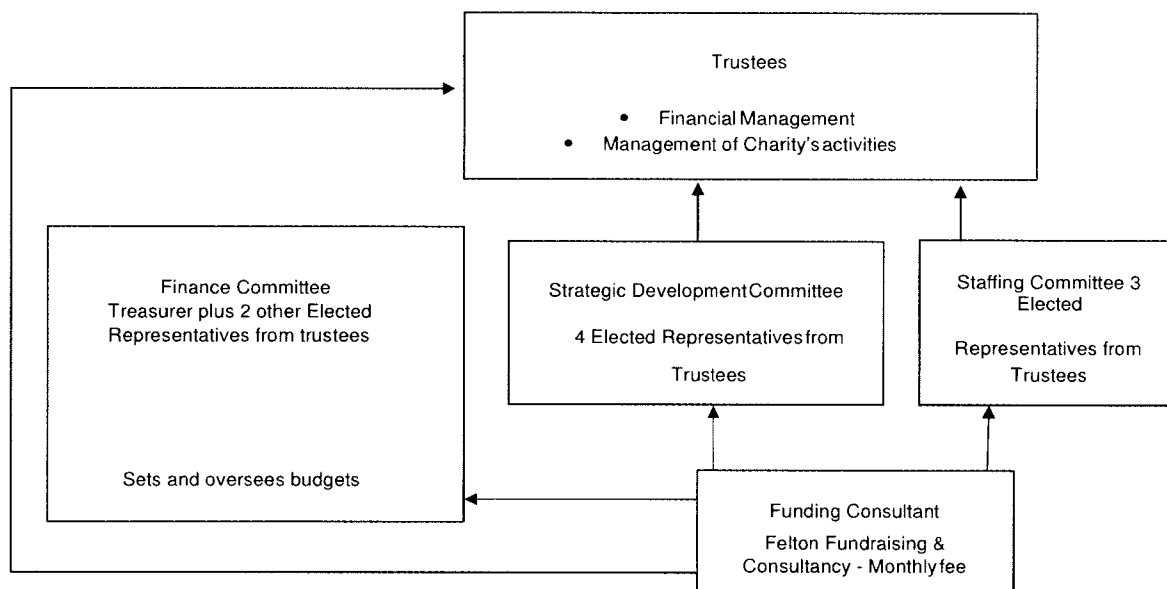 Trustees
• Financial Management
• Management of Charity's activities
Finance Committee
Treasurer plus 2 other Elected
Representatives from trustees
Sets and oversees budgets
Strategic Development Committee
4 Elected Representatives from
Trustees
Staffing Committee 3
Elected
Representatives from
Trustees
Funding Consultant
Felton Fundraising &
Consultancy - Monthly fee